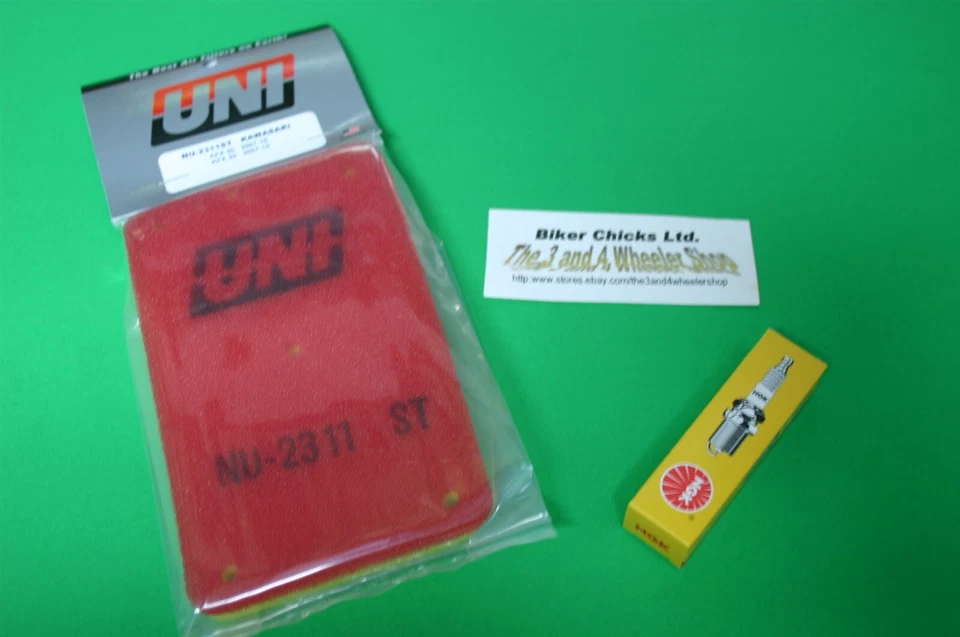 The Best Air Filters on Earth!
UNI
NU-2311ST KAWASAKI
UNI
NU-2311 ST
Biker Chicks Ltd.
The 3 and 4 Wheeler Shop
http:www.stores.ebay.com/the3and4wheelershop
NGK
NGK
NGK